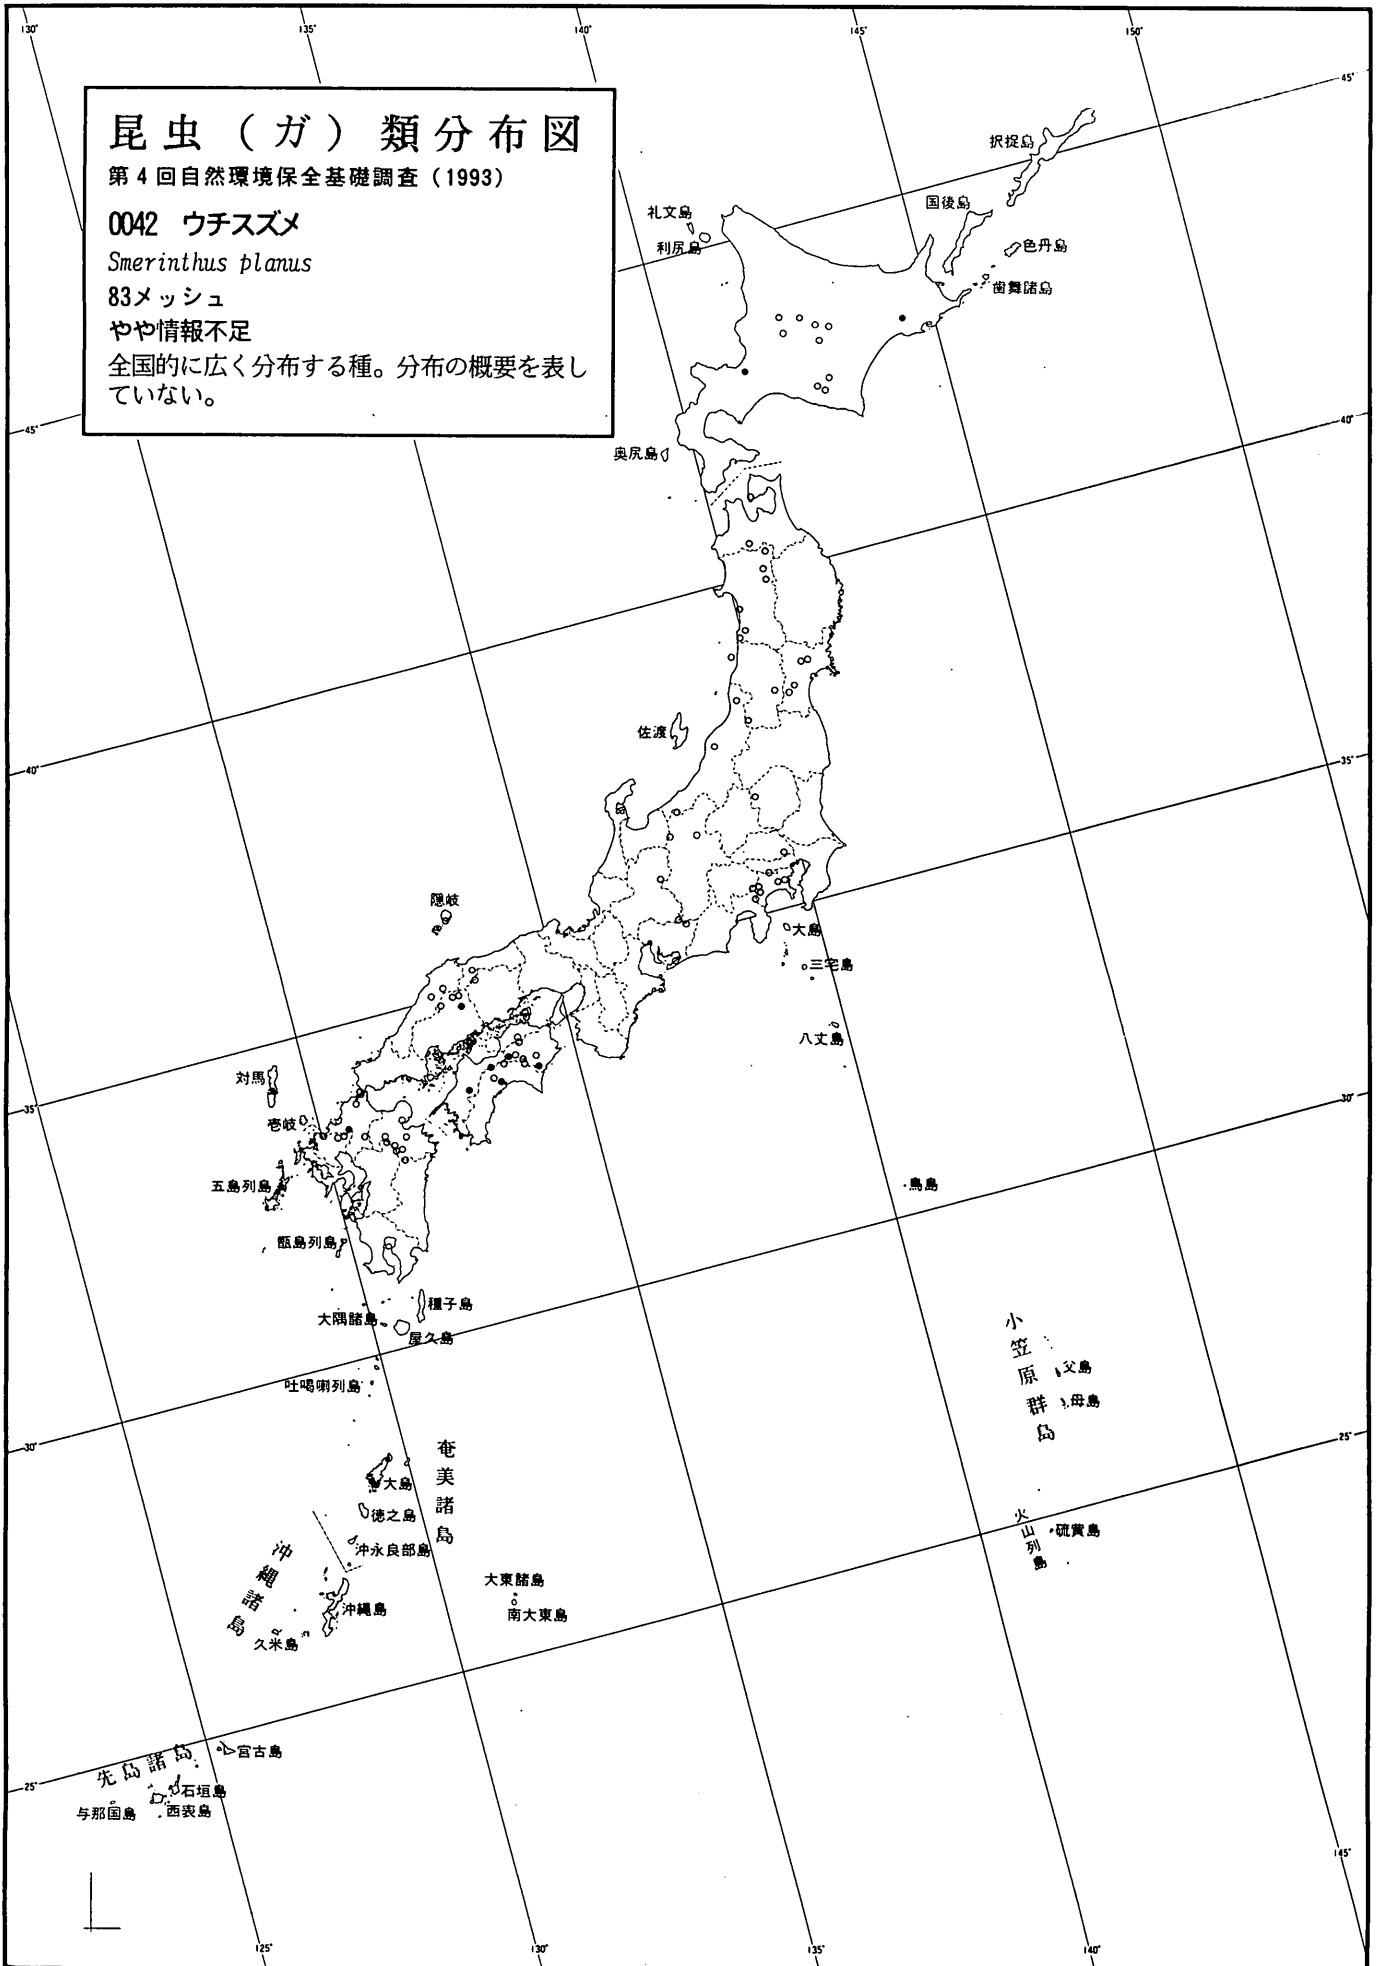 130°
135°
140°
145°
150°
45°
昆虫（ガ）類分布図
第4回自然環境保全基礎調査（1993）
0042 ウチスズメ
Smerinthus planus
83メッシュ
やや情報不足
全国的に広く分布する種。分布の概要を表し
ていない。
択捉島
国後島
色丹島
歯舞諸島
礼文島
利尻島
奥尻島
45°
40°
佐渡
40°
35°
隠岐
大島
三宅島
八丈島
対馬
壱岐
35°
30°
五島列島
甑島列島
鳥島
種子島
大隅諸島
屋久島
吐噶喇列島
小笠原群島
父島
母島
30°
25°
奄美諸島
大島
徳之島
沖永良部島
沖縄諸島
沖縄島
久米島
大東諸島
南大東島
火山列島
硫黄島
先島諸島
宮古島
石垣島
西表島
与那国島
25°
145°
125°
130°
135°
140°